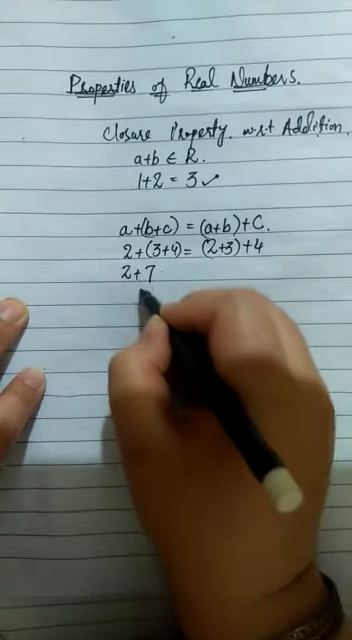 Properties of Real Numbers.
Closure Property w.r.t Addition.
a+b ∈ R.
1+2 = 3 ✓
a+(b+c) = (a+b)+C.
2+(3+4)= (2+3)+4
2+7